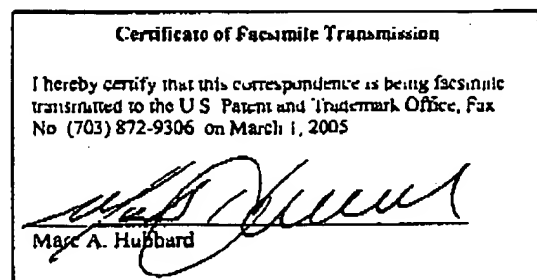 Certificate of Facsimile Transmission
I hereby certify that this correspondence is being facsimile
transmitted to the U S Patent and Trademark Office, Fax
No (703) 872-9306 on March 1, 2005
Marc A. Hubbard